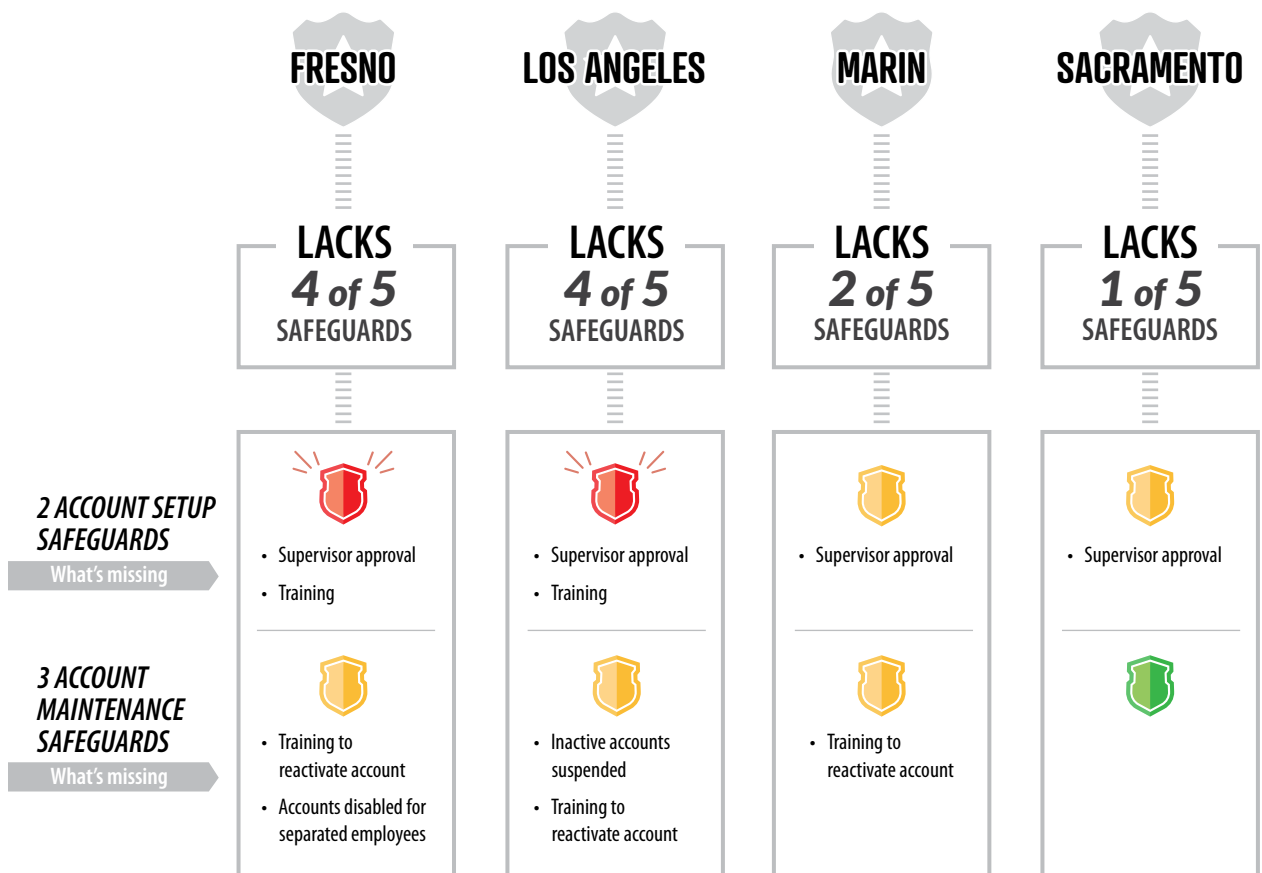 FRESNO
LOS ANGELES
MARIN
SACRAMENTO
LACKS
4 of 5
SAFEGUARDS
LACKS
4 of 5
SAFEGUARDS
LACKS
2 of 5
SAFEGUARDS
LACKS
1 of 5
SAFEGUARDS
2 ACCOUNT SETUP
SAFEGUARDS
What's missing
• Supervisor approval
• Training
• Supervisor approval
• Training
• Supervisor approval
• Supervisor approval
3 ACCOUNT
MAINTENANCE
SAFEGUARDS
What's missing
• Training to
reactivate account
• Accounts disabled for
separated employees
• Inactive accounts
suspended
• Training to
reactivate account
• Training to
reactivate account